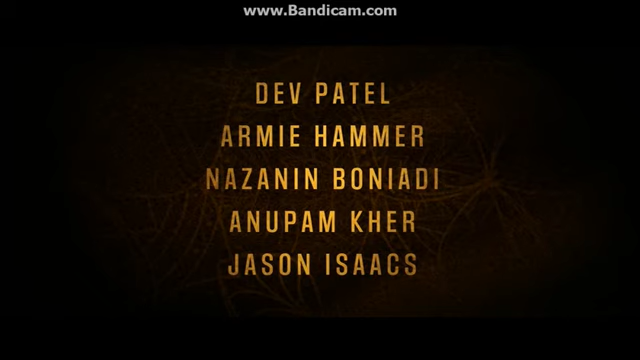 www.Bandicam.com
DEV PATEL
ARMIE HAMMER
NAZANIN BONIADI
ANUPAM KHER
JASON ISAACS